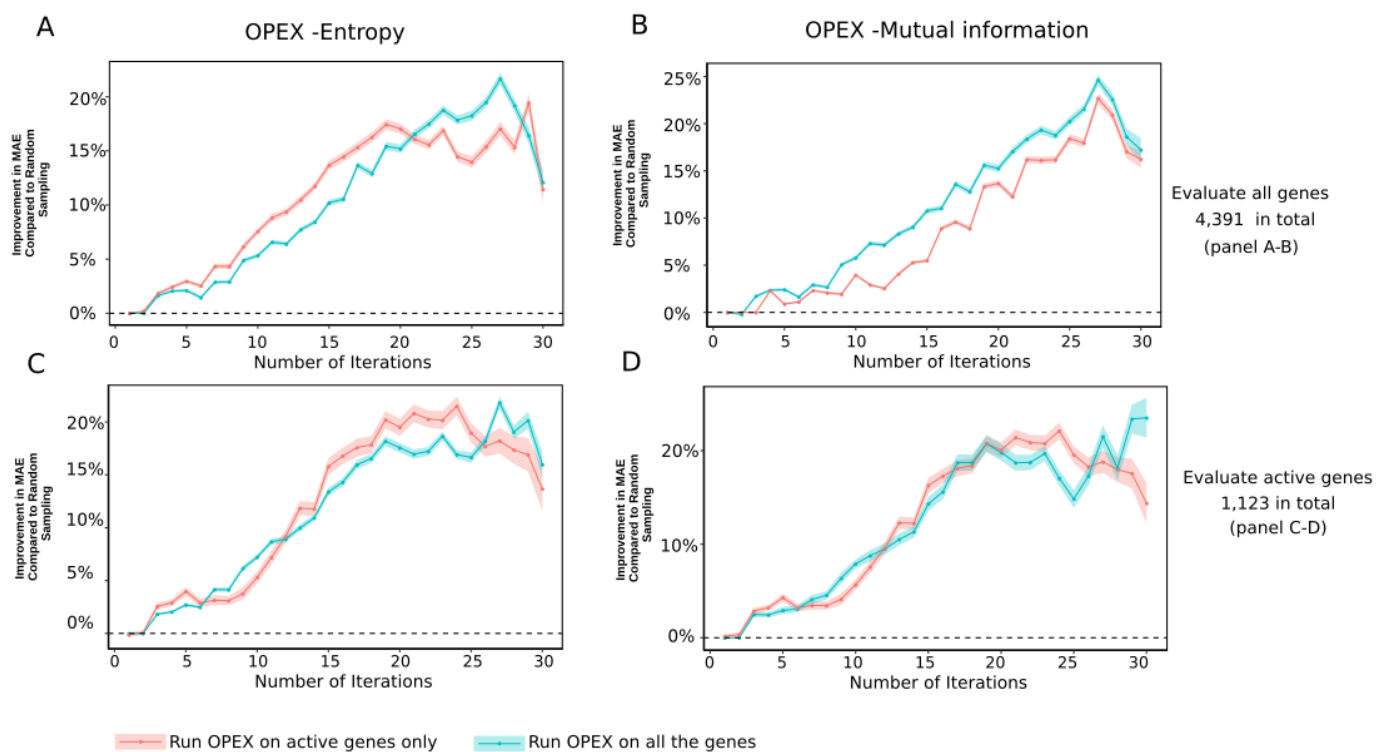 A
OPEX -Entropy
Improvement in MAE
Compared to Random
Sampling
20%
15%
10%
5%
0%
0 5 10 15 20 25 30
Number of Iterations
B
OPEX -Mutual information
Improvement in MAE
Compared to Random
Sampling
25%
20%
15%
10%
5%
0%
0 5 10 15 20 25 30
Number of Iterations
Evaluate all genes
4,391 in total
(panel A-B)
C
Improvement in MAE
Compared to Random
Sampling
20%
15%
10%
5%
0%
0 5 10 15 20 25 30
Number of Iterations
D
Improvement in MAE
Compared to Random
Sampling
20%
10%
0%
0 5 10 15 20 25 30
Number of Iterations
Evaluate active genes
1,123 in total
(panel C-D)
Run OPEX on active genes only
Run OPEX on all the genes